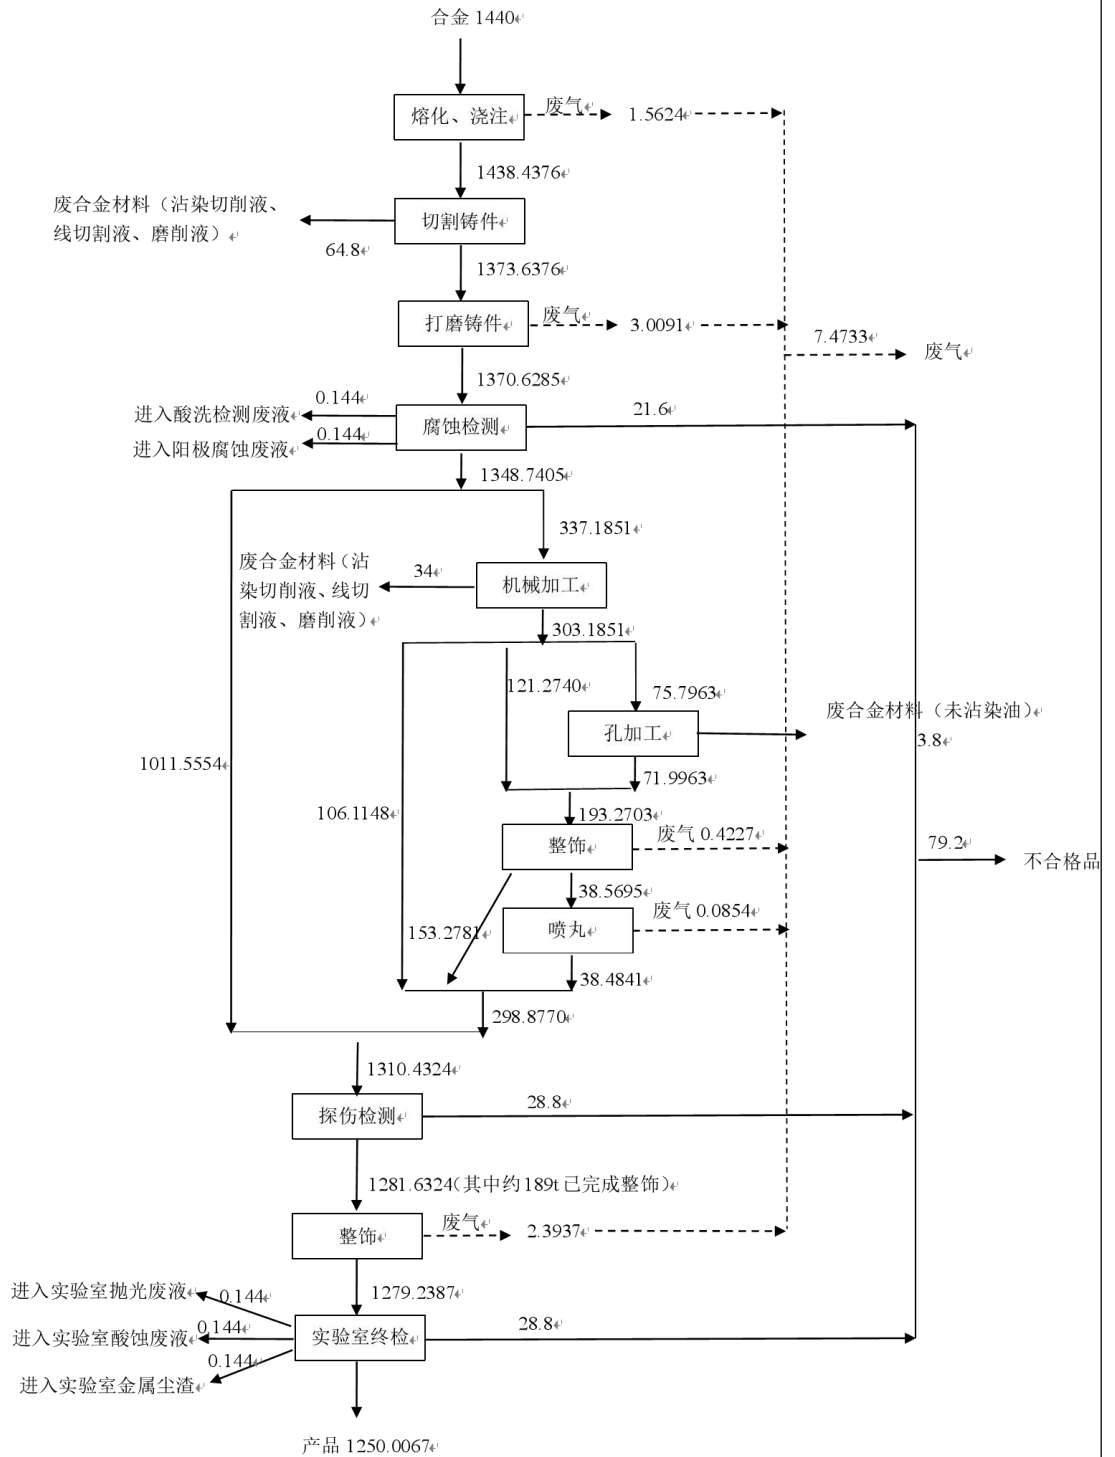 合金 1440
熔化、浇注
废气
1.5624
1438.4376
废合金材料（沾染切削液、
线切割液、磨削液）
64.8
切割铸件
1373.6376
打磨铸件
废气
3.0091
7.4733
废气
1370.6285
0.144
进入酸洗检测废液
0.144
进入阳极腐蚀废液
腐蚀检测
21.6
1348.7405
337.1851
废合金材料（沾
染切削液、线切
割液、磨削液）
34
机械加工
303.1851
121.2740
75.7963
废合金材料（未沾染油）
3.8
孔加工
1011.5554
71.9963
106.1148
193.2703
整饰
废气 0.4227
79.2
不合格品
38.5695
废气 0.0854
153.2781
喷丸
38.4841
298.8770
1310.4324
探伤检测
28.8
1281.6324（其中约 189t 已完成整饰）
整饰
废气
2.3937
1279.2387
进入实验室抛光废液
0.144
进入实验室酸蚀废液
0.144
实验室终检
28.8
0.144
进入实验室金属尘渣
产品 1250.0067